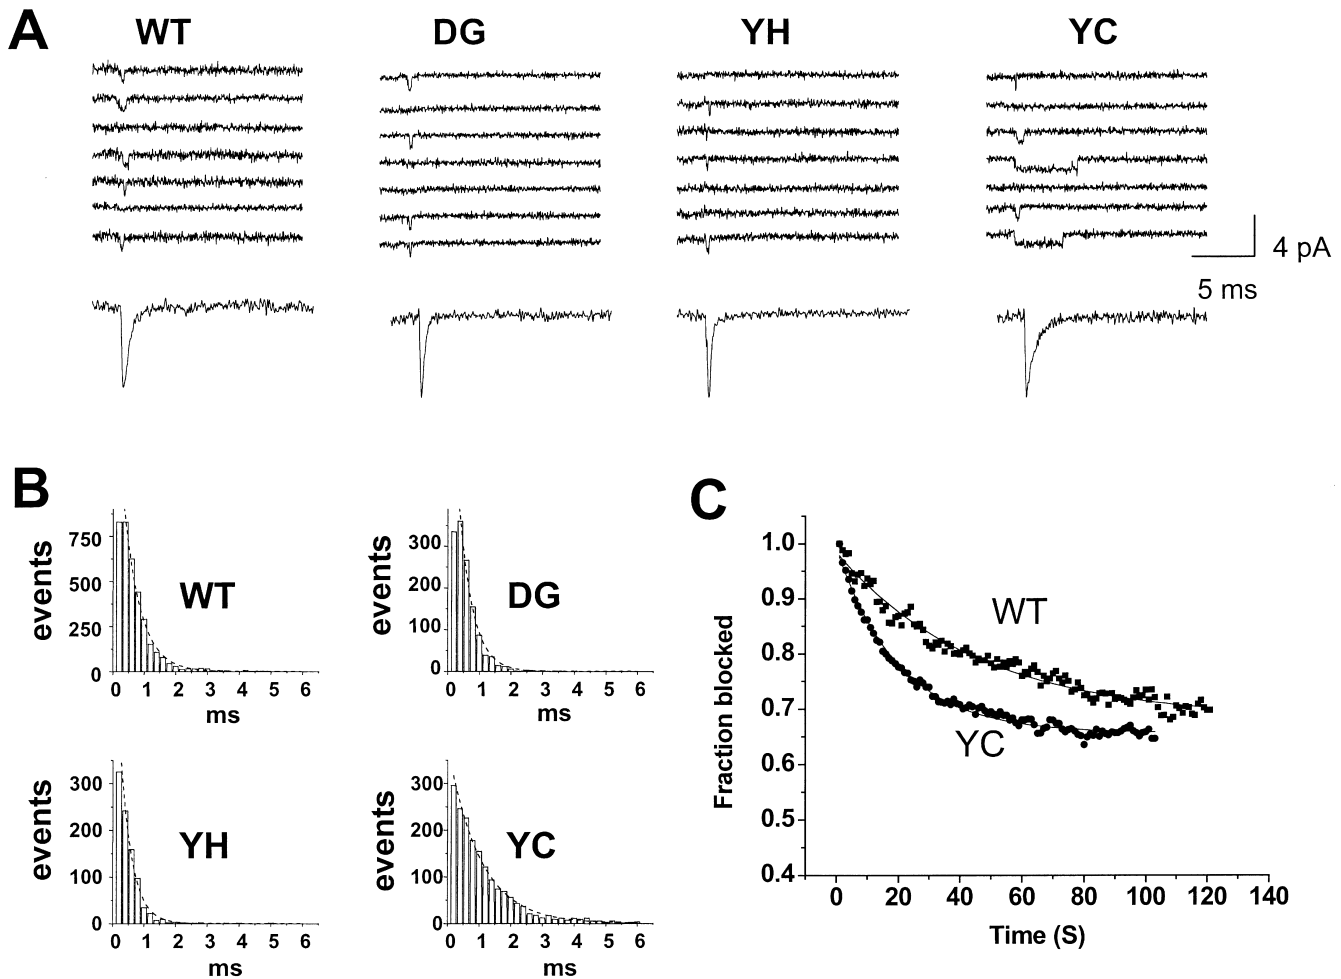 A
WT DG YH YC
4 pA
5 ms
B
events
750
500
250
0
WT
0 1 2 3 4 5 6
ms
events
300
200
100
0
DG
0 1 2 3 4 5 6
ms
events
300
200
100
0
YH
0 1 2 3 4 5 6
ms
events
300
200
100
0
YC
0 1 2 3 4 5 6
ms
C
Fraction blocked
1.0
0.9
0.8
0.7
0.6
0.5
0.4
WT
YC
0 20 40 60 80 100 120 140
Time (S)